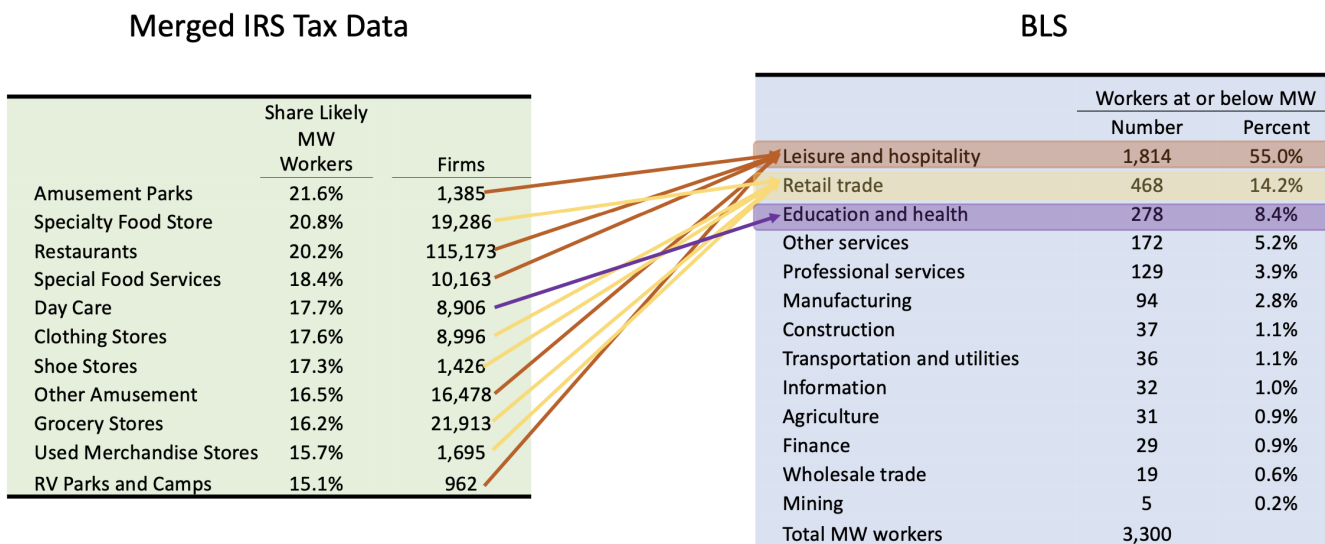 Merged IRS Tax Data
Share Likely
MW
Workers Firms
Amusement Parks 21.6% 1,385
Specialty Food Store 20.8% 19,286
Restaurants 20.2% 115,173
Special Food Services 18.4% 10,163
Day Care 17.7% 8,906
Clothing Stores 17.6% 8,996
Shoe Stores 17.3% 1,426
Other Amusement 16.5% 16,478
Grocery Stores 16.2% 21,913
Used Merchandise Stores 15.7% 1,695
RV Parks and Camps 15.1% 962
BLS
Workers at or below MW
Number Percent
Leisure and hospitality 1,814 55.0%
Retail trade 468 14.2%
Education and health 278 8.4%
Other services 172 5.2%
Professional services 129 3.9%
Manufacturing 94 2.8%
Construction 37 1.1%
Transportation and utilities 36 1.1%
Information 32 1.0%
Agriculture 31 0.9%
Finance 29 0.9%
Wholesale trade 19 0.6%
Mining 5 0.2%
Total MW workers 3,300